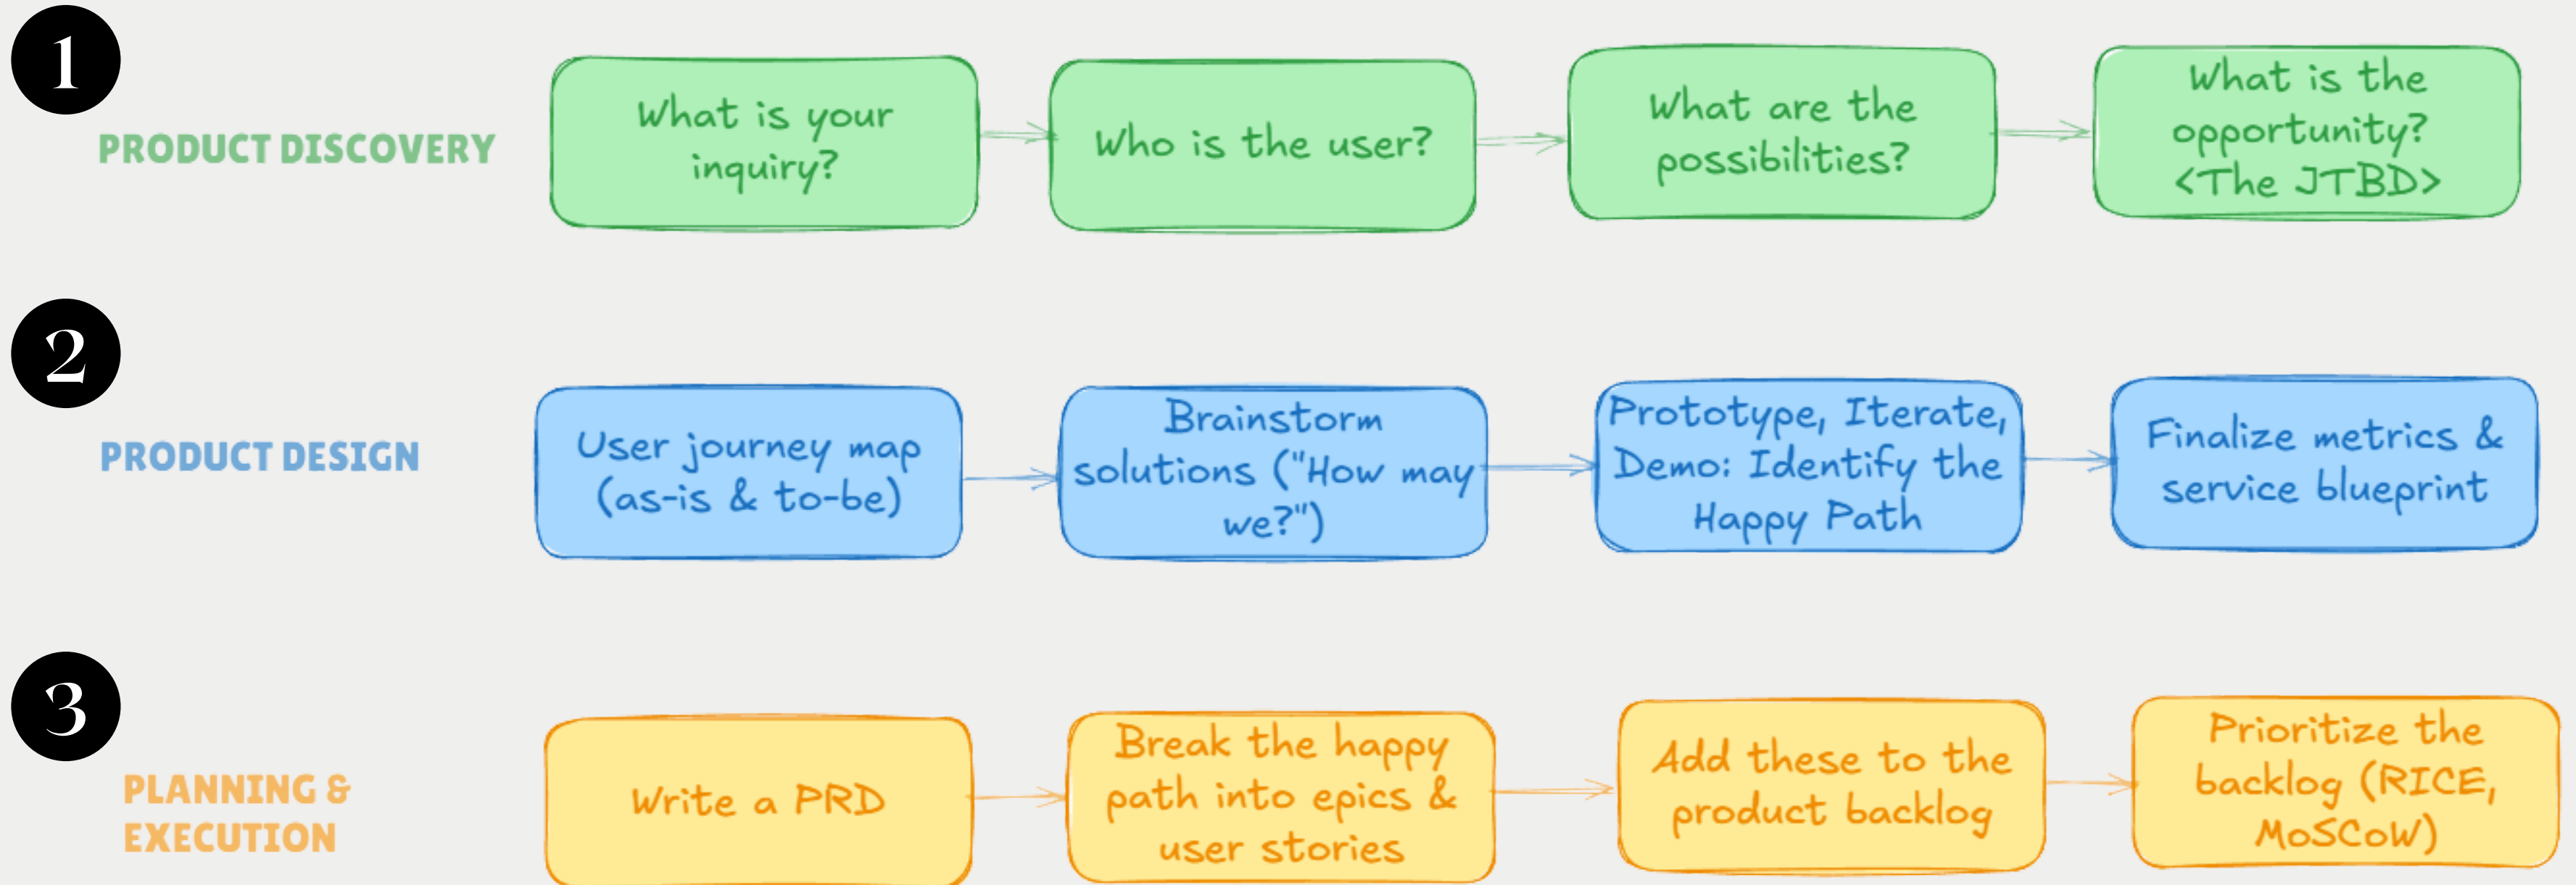 1
PRODUCT DISCOVERY
What is your
inquiry?
Who is the user?
What are the
possibilities?
What is the
opportunity?
<The JTBD>
2
PRODUCT DESIGN
User journey map
(as-is & to-be)
Brainstorm
solutions ("How may
we?")
Prototype, Iterate,
Demo: Identify the
Happy Path
Finalize metrics &
service blueprint
3
PLANNING &
EXECUTION
Write a PRD
Break the happy
path into epics &
user stories
Add these to the
product backlog
Prioritize the
backlog (RICE,
MoSCoW)